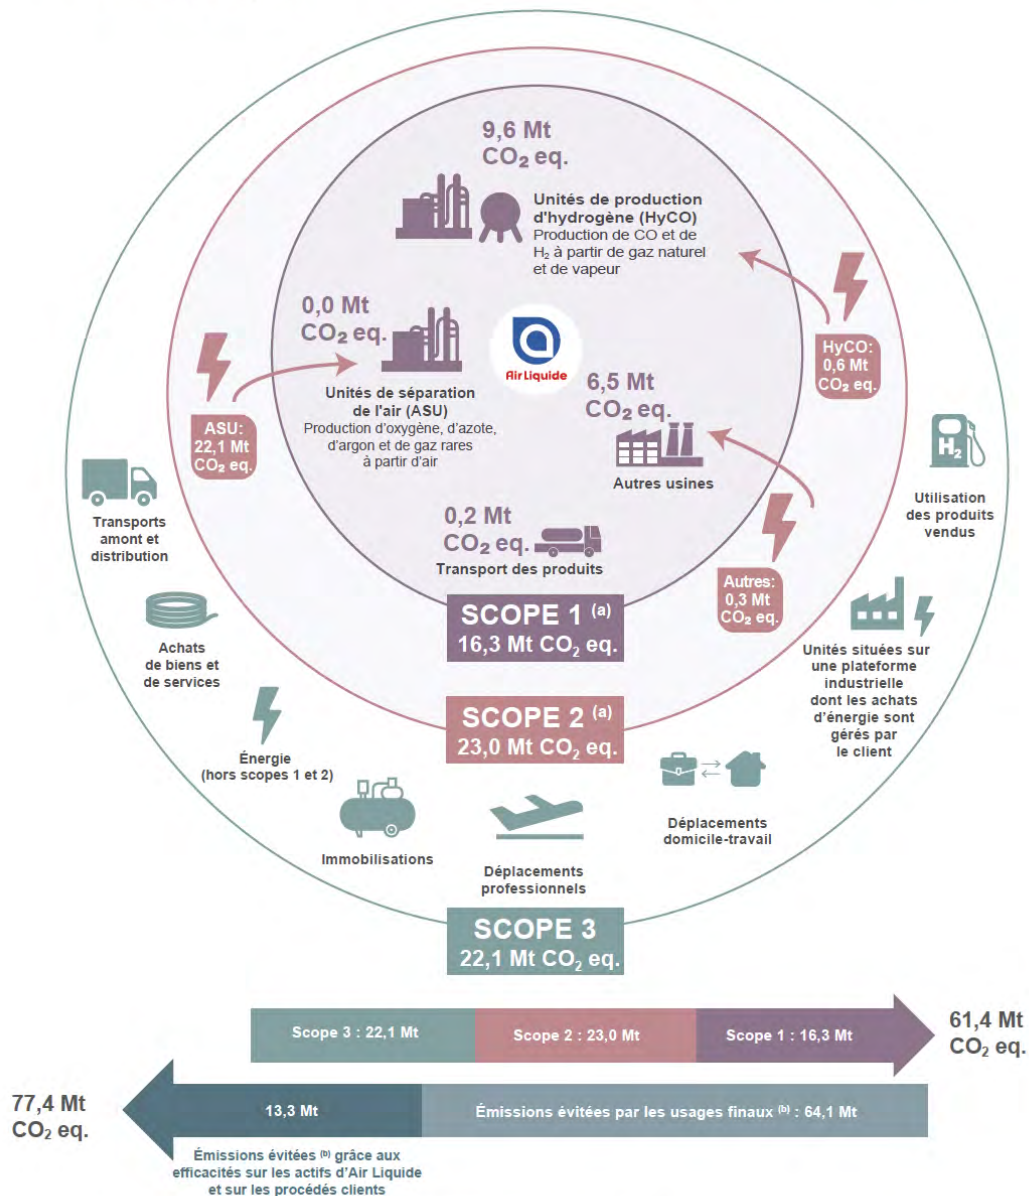 9,6 Mt
CO₂ eq.
Unités de production
d'hydrogène (HyCO)
Production de CO et de
H₂ à partir de gaz naturel
et de vapeur
0,0 Mt
CO₂ eq.
Unités de séparation
de l'air (ASU)
Production d'oxygène, d'azote,
d'argon et de gaz rares
à partir d'air
Air Liquide
6,5 Mt
CO₂ eq.
Autres usines
0,2 Mt
CO₂ eq.
Transport des produits
SCOPE 1 (a)
16,3 Mt CO₂ eq.
ASU:
22,1 Mt
CO₂ eq.
HyCO:
0,6 Mt
CO₂ eq.
Autres:
0,3 Mt
CO₂ eq.
SCOPE 2 (a)
23,0 Mt CO₂ eq.
Transports
amont et
distribution
Achats
de biens et
de services
Énergie
(hors scopes 1 et 2)
Immobilisations
Déplacements
professionnels
Déplacements
domicile-travail
Unités situées sur
une plateforme
industrielle
dont les achats
d'énergie sont
gérés par
le client
H₂
Utilisation
des produits
vendus
SCOPE 3
22,1 Mt CO₂ eq.
Scope 3 : 22,1 Mt
Scope 2 : 23,0 Mt
Scope 1 : 16,3 Mt
61,4 Mt
CO₂ eq.
77,4 Mt
CO₂ eq.
13,3 Mt
Émissions évitées par les usages finaux (b) : 64,1 Mt
Émissions évitées (b) grâce aux
efficacités sur les actifs d'Air Liquide
et sur les procédés clients